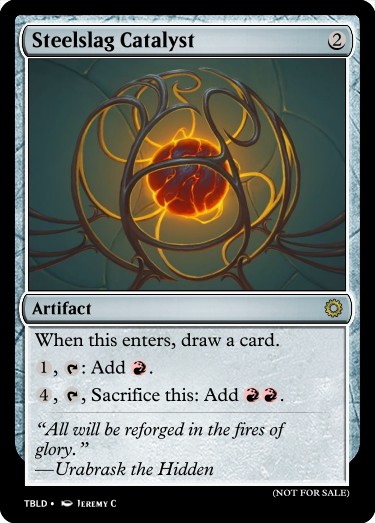 Steelslag Catalyst 2
Artifact
When this enters, draw a card.
1, : Add .
4, , Sacrifice this: Add .
“All will be reforged in the fires of
glory.”
—Urabrask the Hidden
(NOT FOR SALE)
TBLD • Jeremy C